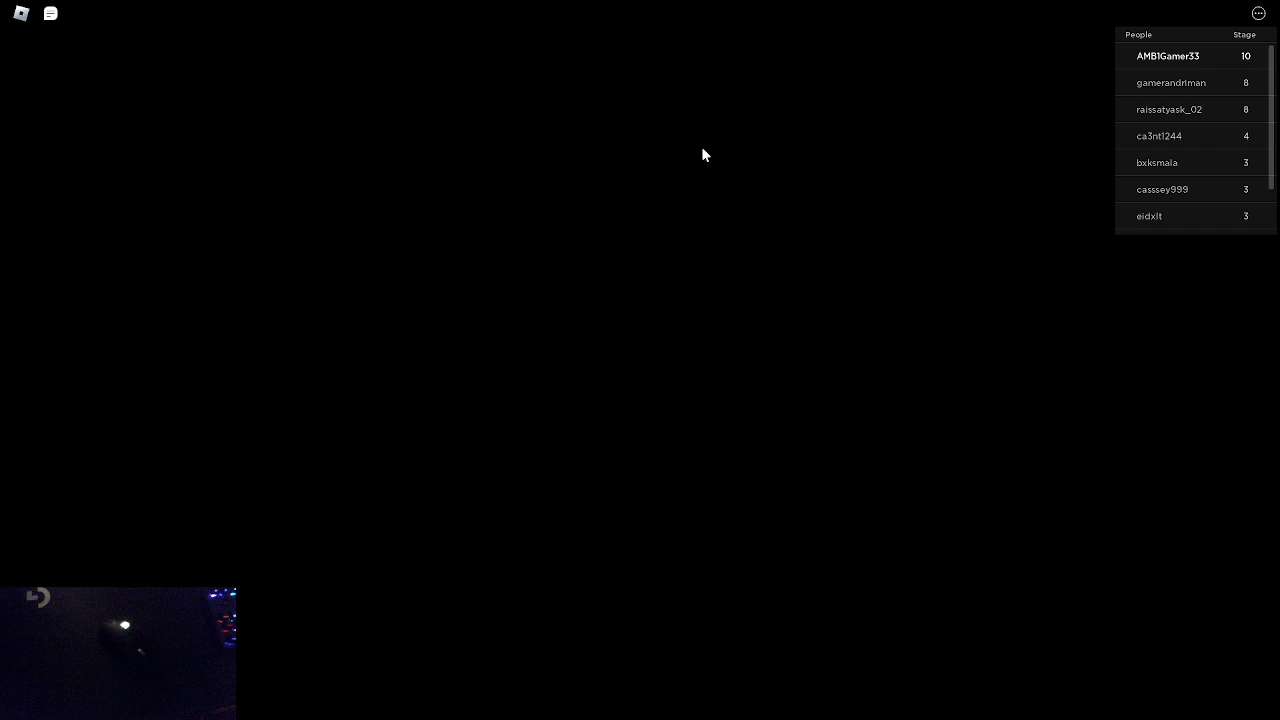 People Stage
AMB1Gamer33 10
gamerandriman 8
raissatyask_02 8
ca3nt1244 4
bxksmala 3
casssey999 3
eidxlt 3